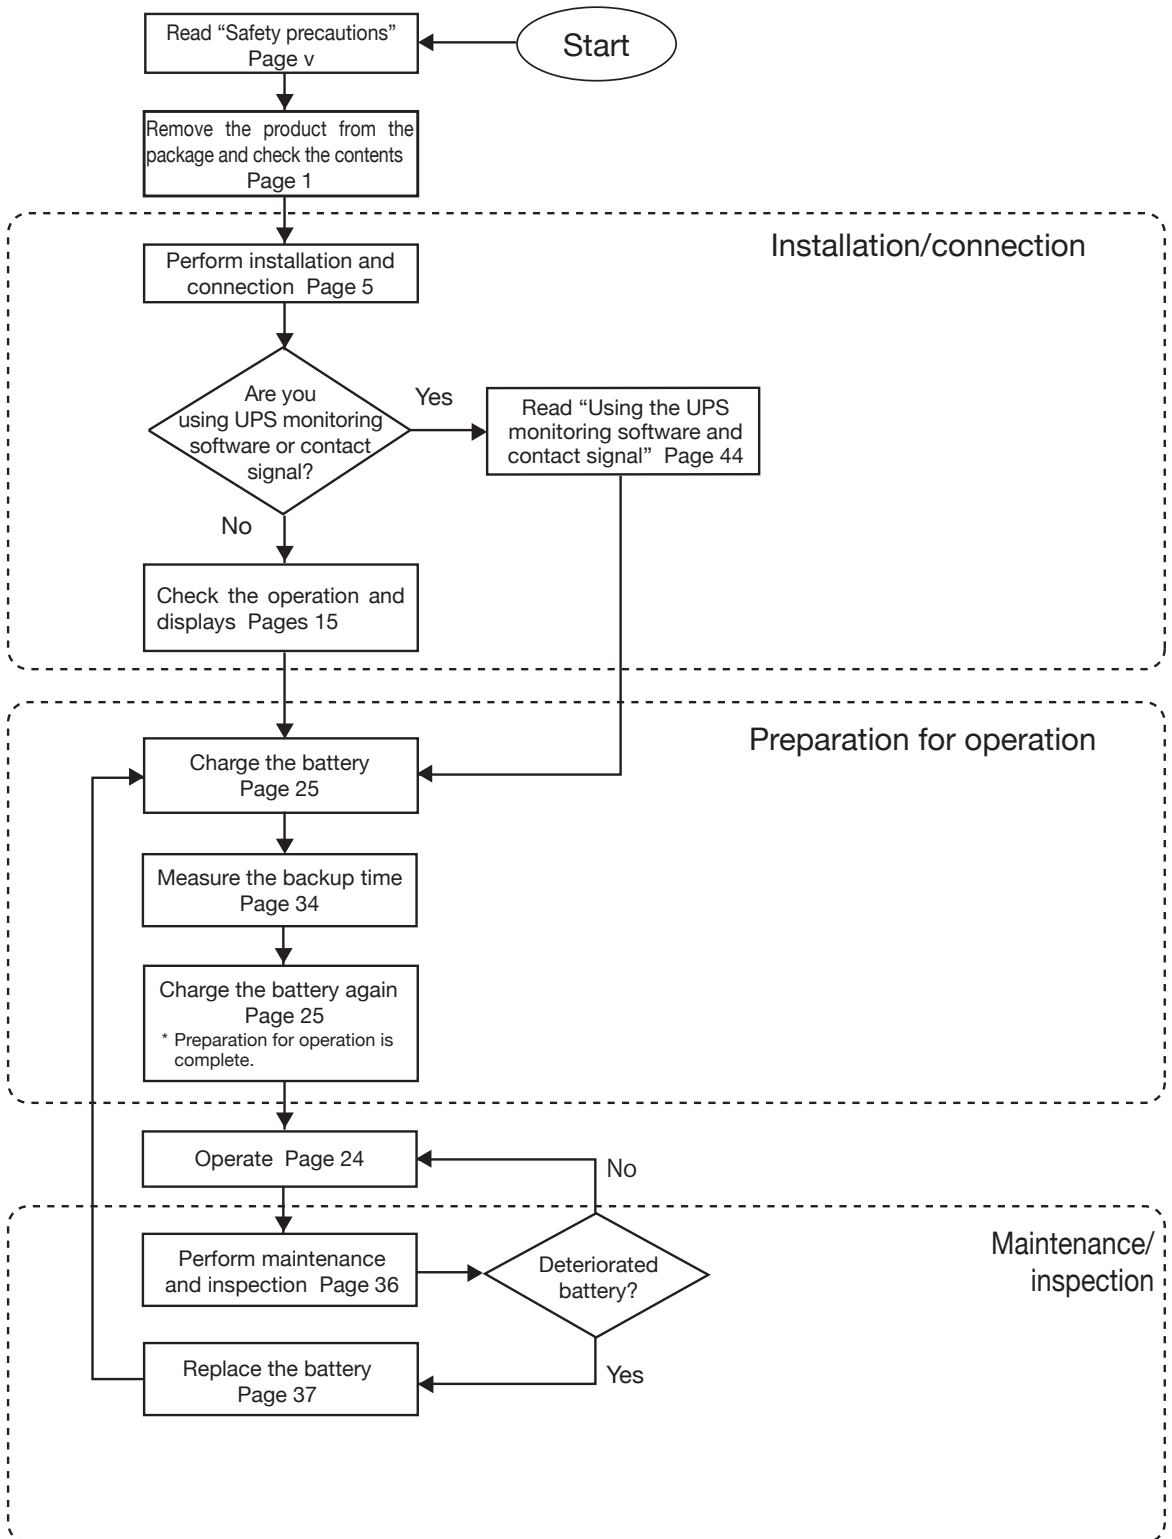 Start
Read “Safety precautions”
Page v
Remove the product from the
package and check the contents
Page 1
Installation/connection
Perform installation and
connection Page 5
Are you
using UPS monitoring
software or contact
signal?
Yes
Read “Using the UPS
monitoring software and
contact signal” Page 44
No
Check the operation and
displays Pages 15
Preparation for operation
Charge the battery
Page 25
Measure the backup time
Page 34
Charge the battery again
Page 25
* Preparation for operation is
complete.
Operate Page 24
No
Maintenance/
inspection
Perform maintenance
and inspection Page 36
Deteriorated
battery?
Yes
Replace the battery
Page 37